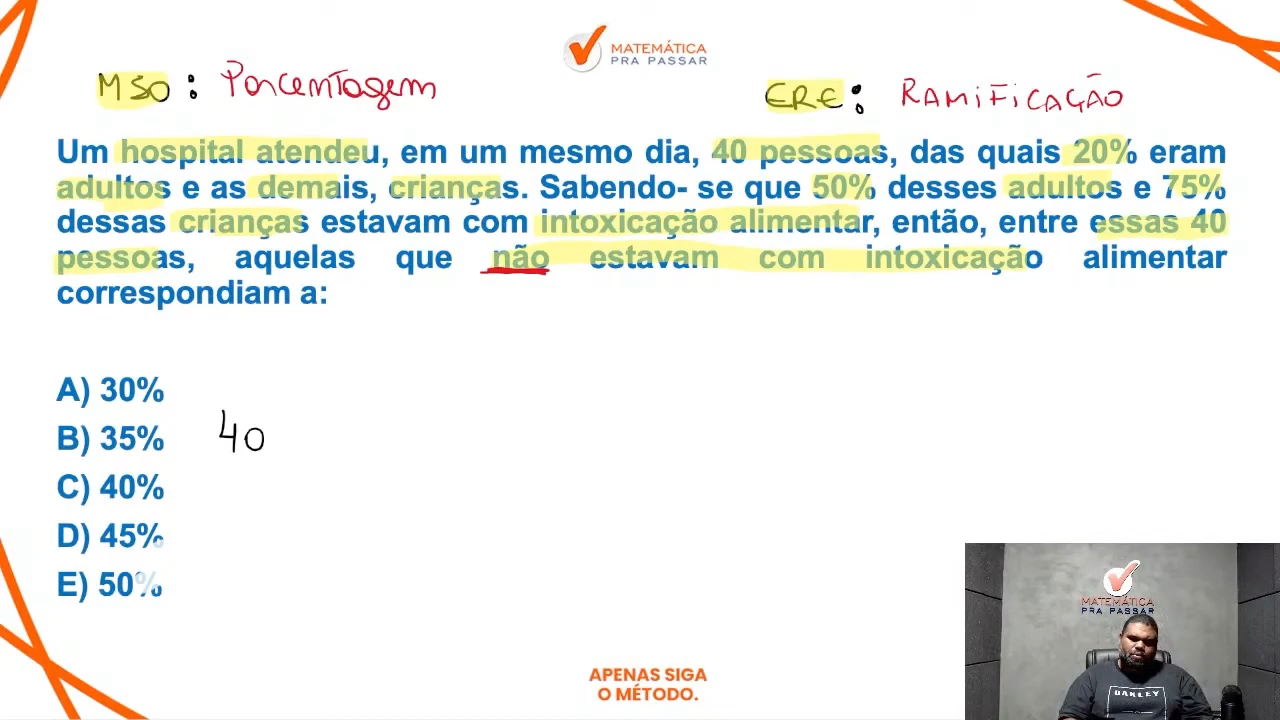 MATEMÁTICA
PRA PASSAR
MSO : Porcentagem
ERE: RAMIFICAÇÃO
Um hospital atendeu, em um mesmo dia, 40 pessoas, das quais 20% eram
adultos e as demais, crianças. Sabendo- se que 50% desses adultos e 75%
dessas crianças estavam com intoxicação alimentar, então, entre essas 40
pessoas, aquelas que não estavam com intoxicação alimentar
correspondiam a:
A) 30%
B) 35%
40
C) 40%
D) 45%
E) 50%
MATEMÁTICA
PRA PASSAR
OAKLEY
APENAS SIGA
O MÉTODO.